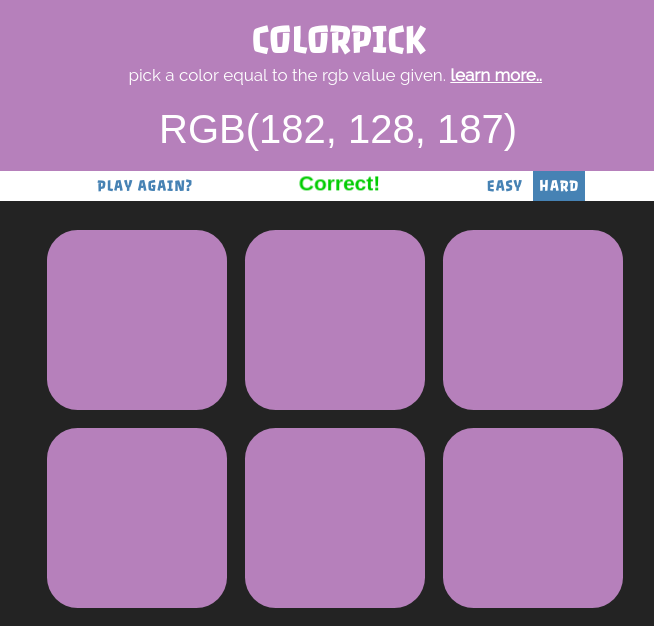 COLORPICK
pick a color equal to the rgb value given. learn more..
RGB(182, 128, 187)
PLAY AGAIN? Correct! EASY HARD